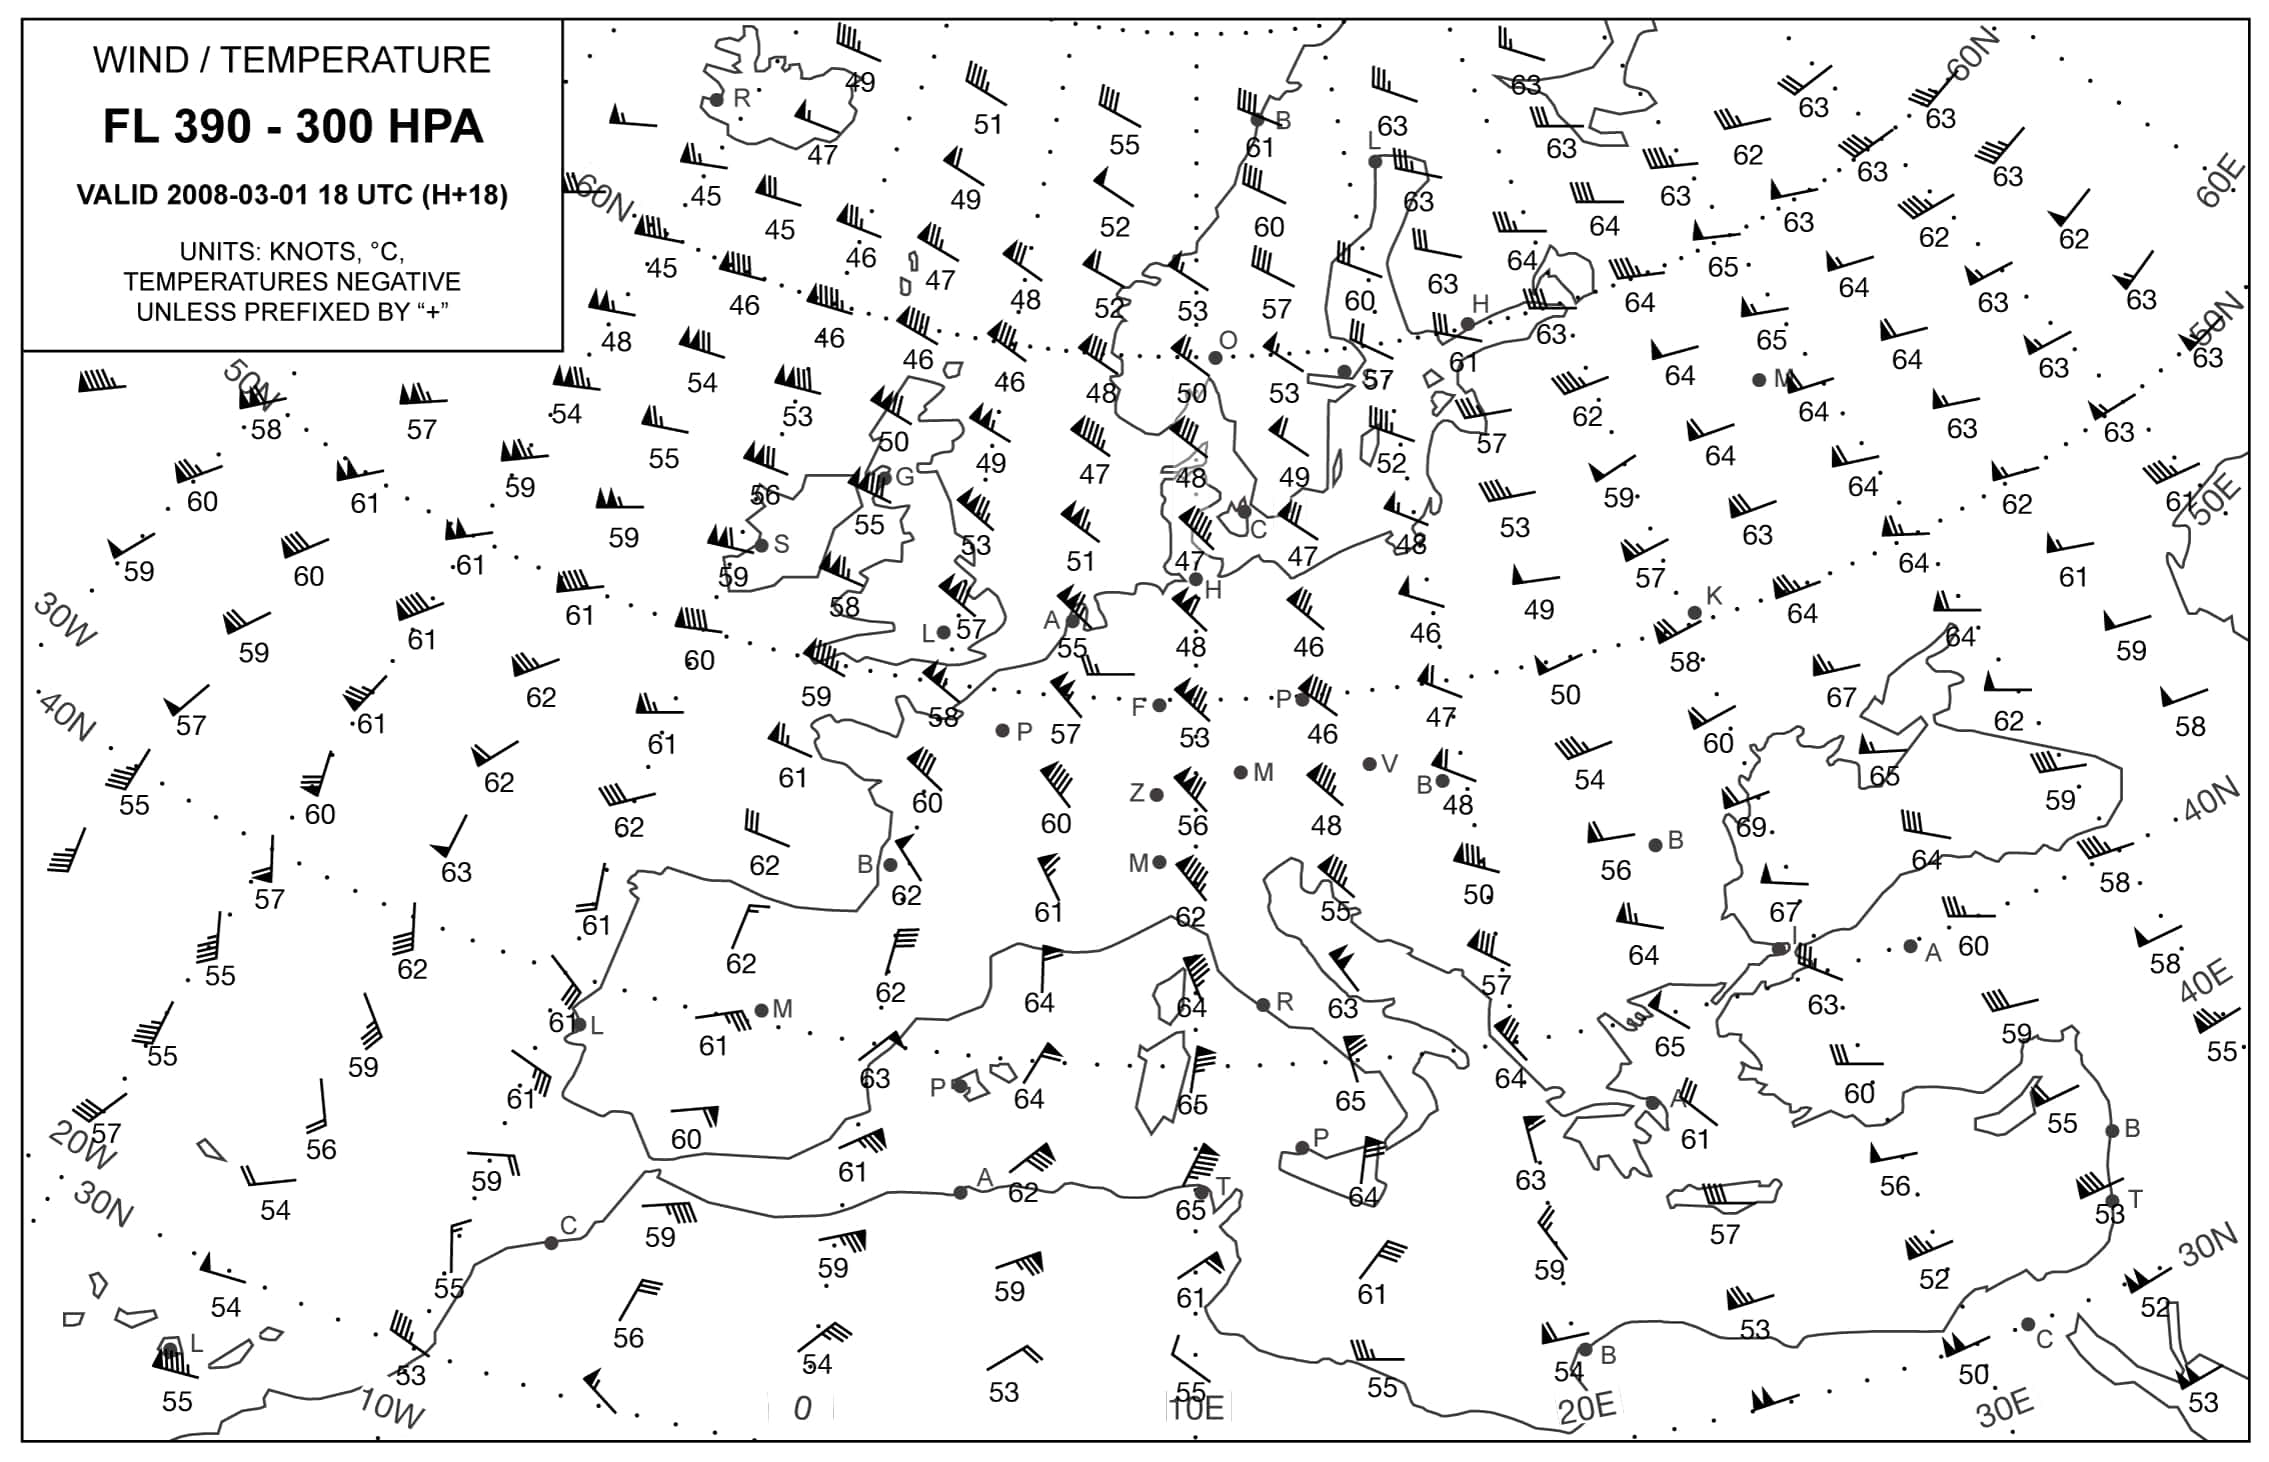 WIND / TEMPERATURE
FL 390 - 300 HPA
VALID 2008-03-01 18 UTC (H+18)
UNITS: KNOTS, °C,
TEMPERATURES NEGATIVE
UNLESS PREFIXED BY “+”
49 63 60N
R 51 55 B 61 63 63 62 63 63 63
47 L 63 60E
60N 45 49 52 60 63 64 63 63 62 62
45 46 47 48 52 53 57 60 63 64 65 64 63 63
45 46 46 H 64 50N
48 54 46 46 48 O 50 53 57 61 63 65 64 63 63
50N 58 57 54 53 50 62 64 M 64 63 63
60 61 59 55 56 G 49 47 48 49 52 57 64 64 62 61 50E
59 60 61 59 S 59 55 53 51 47 C 47 48 53 59 63 64 61
30W 59 61 61 60 58 L 57 A 55 H 48 46 46 49 57 K 64 64 59
40N 57 61 62 61 59 58 P 57 F 53 P 46 47 50 58 67 62 58
55 60 62 62 61 60 60 Z 56 M 48 V B 48 54 60 65 59 40N
57 63 62 B 62 61 M 62 55 50 56 B 69 64 58
55 62 61 62 62 64 64 R 63 57 64 67 I A 60 58 40E
55 59 61 L 61 M 63 P 64 65 65 64 65 63 59 55
20W 57 56 61 60 61 A 62 65 T P 64 63 A 61 60 55 B
30N 54 59 59 59 59 61 61 59 57 56 53 T
54 55 C 56 54 53 55 55 54 B 53 52 52 30N
L 55 53 50 C 53
10W 0 10E 20E 30E